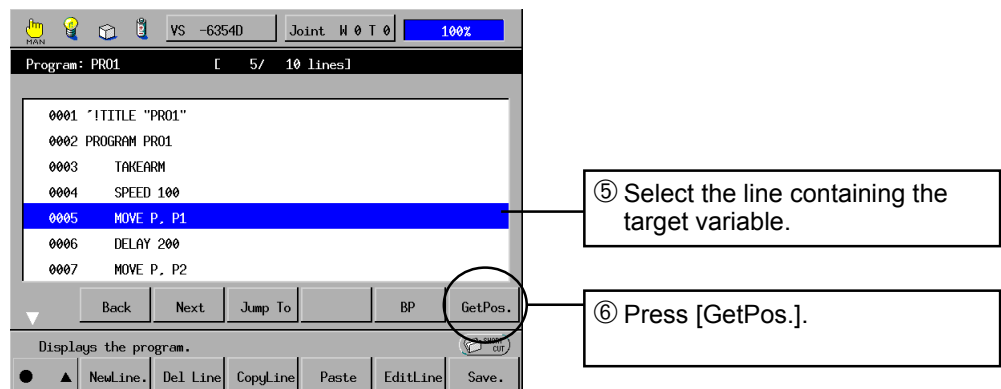 MAN VS -6354D Joint W 0 T 0 100%
Program: PRO1 [ 5/ 10 lines]
0001 ´!TITLE "PRO1"
0002 PROGRAM PRO1
0003 TAKEARM
0004 SPEED 100
0005 MOVE P, P1
0006 DELAY 200
0007 MOVE P, P2
Back Next Jump To BP GetPos.
Displays the program. SHORT
CUT
NewLine. Del Line CopyLine Paste EditLine Save.
⑤ Select the line containing the
target variable.
⑥ Press [GetPos.].